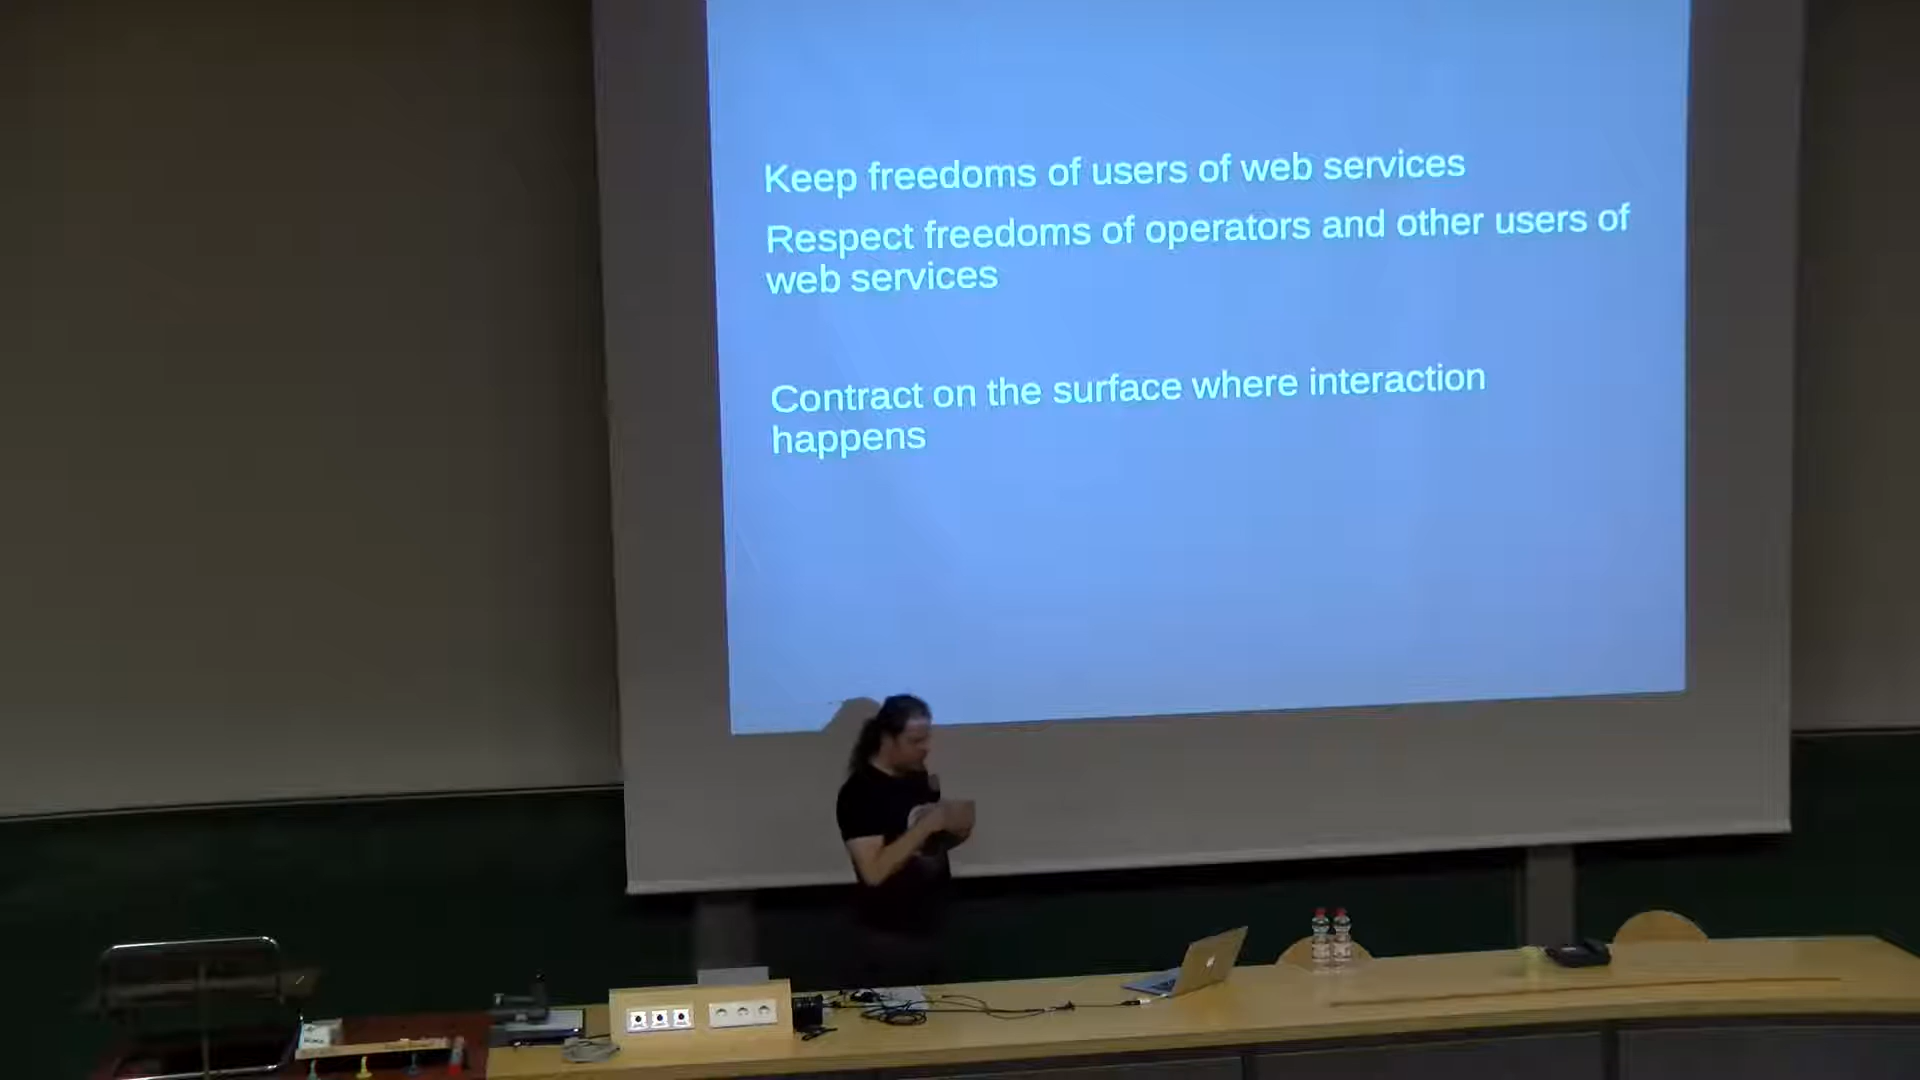 Keep freedoms of users of web services
Respect freedoms of operators and other users of
web services
Contract on the surface where interaction
happens